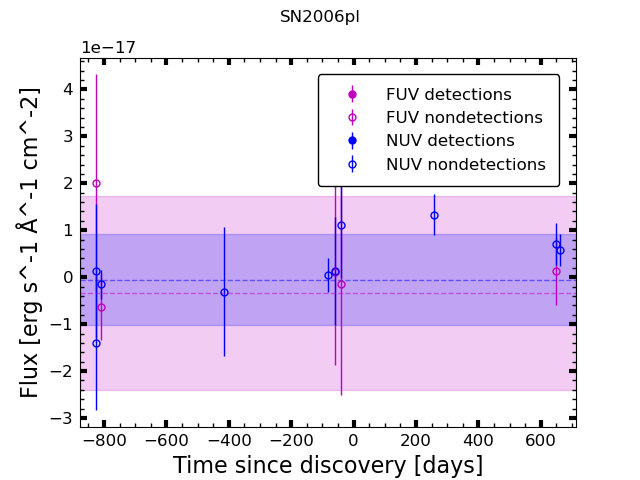 SN2006pl
1e−17
FUV detections
FUV nondetections
NUV detections
NUV nondetections
4
3
2
1
0
−1
−2
−3
Flux [erg s^-1 Å^-1 cm^-2]
−800 −600 −400 −200 0 200 400 600
Time since discovery [days]